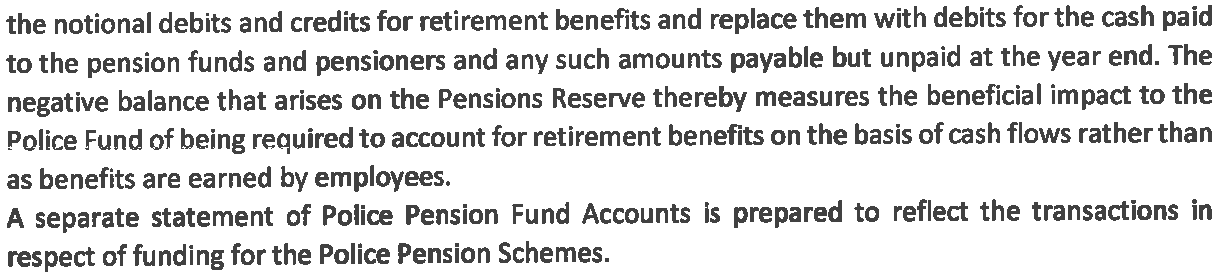 the notional debits and credits for retirement benefits and replace them with debits for the cash paid
to the pension funds and pensioners and any such amounts payable but unpaid at the year end. The
negative balance that arises on the Pensions Reserve thereby measures the beneficial impact to the
Police Fund of being required to account for retirement benefits on the basis of cash flows rather than
as benefits are earned by employees.
A separate statement of Police Pension Fund Accounts is prepared to reflect the transactions in
respect of funding for the Police Pension Schemes.